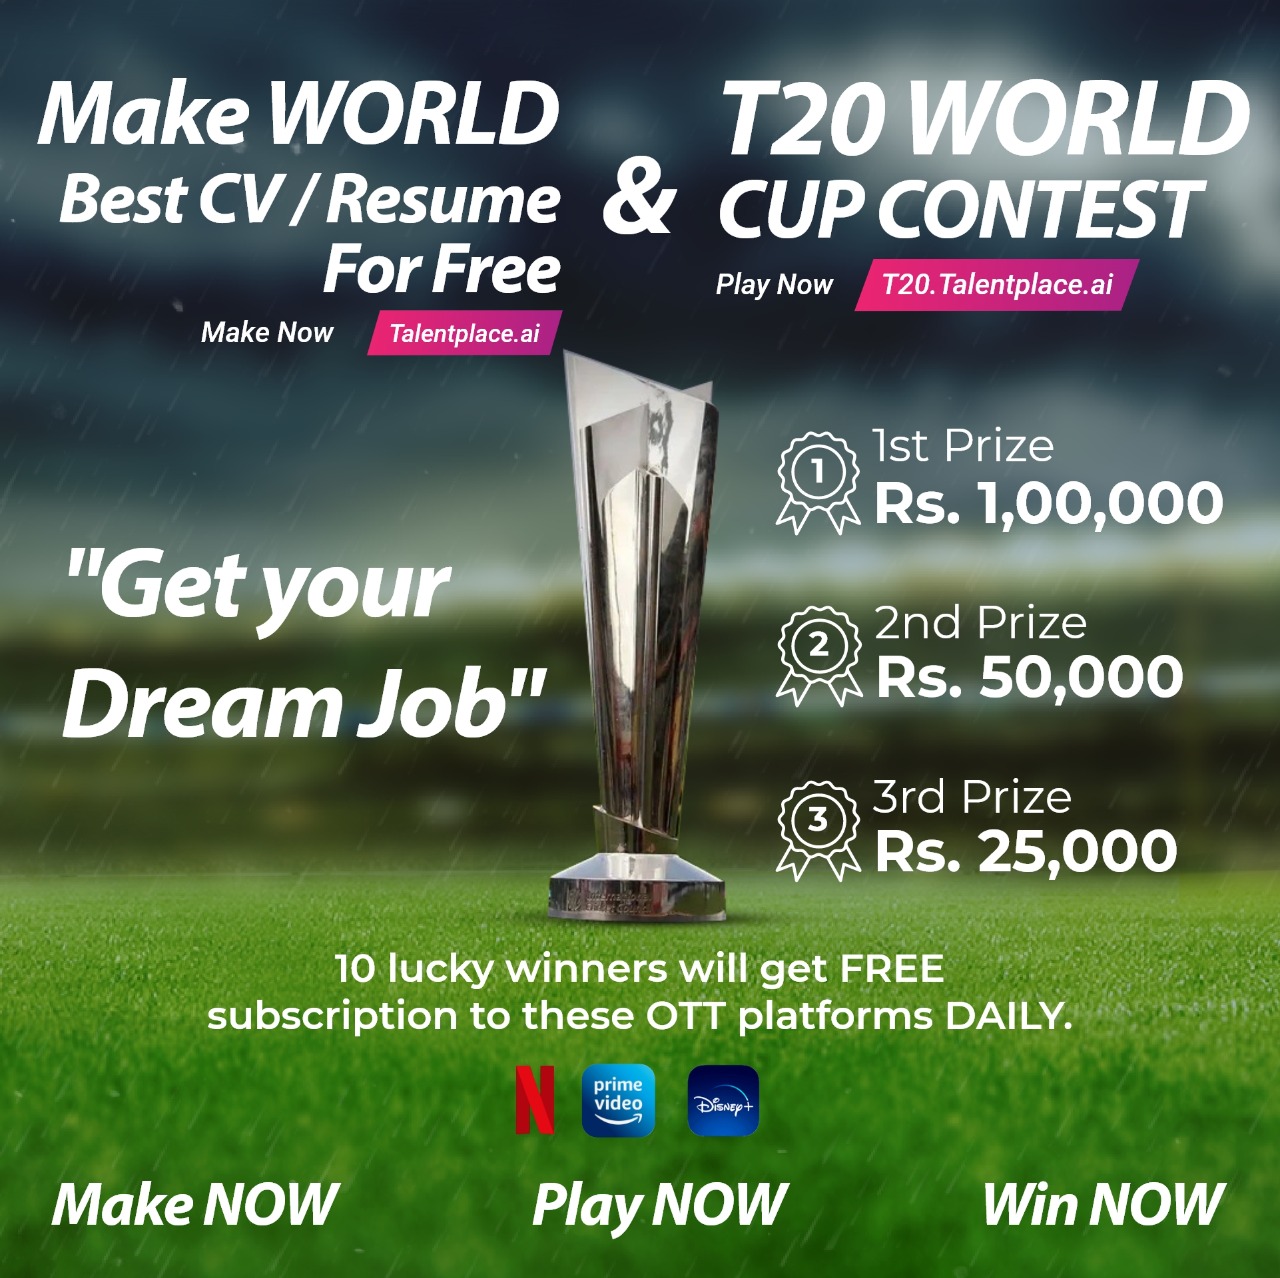 Make WORLD
Best CV / Resume
For Free
Make Now
Talentplace.ai
&
T20 WORLD
CUP CONTEST
Play Now
T20.Talentplace.ai
"Get your
Dream Job"
1
1st Prize
Rs. 1,00,000
2
2nd Prize
Rs. 50,000
3
3rd Prize
Rs. 25,000
10 lucky winners will get FREE
subscription to these OTT platforms DAILY.
N
prime
video
Disney+
Make NOW
Play NOW
Win NOW